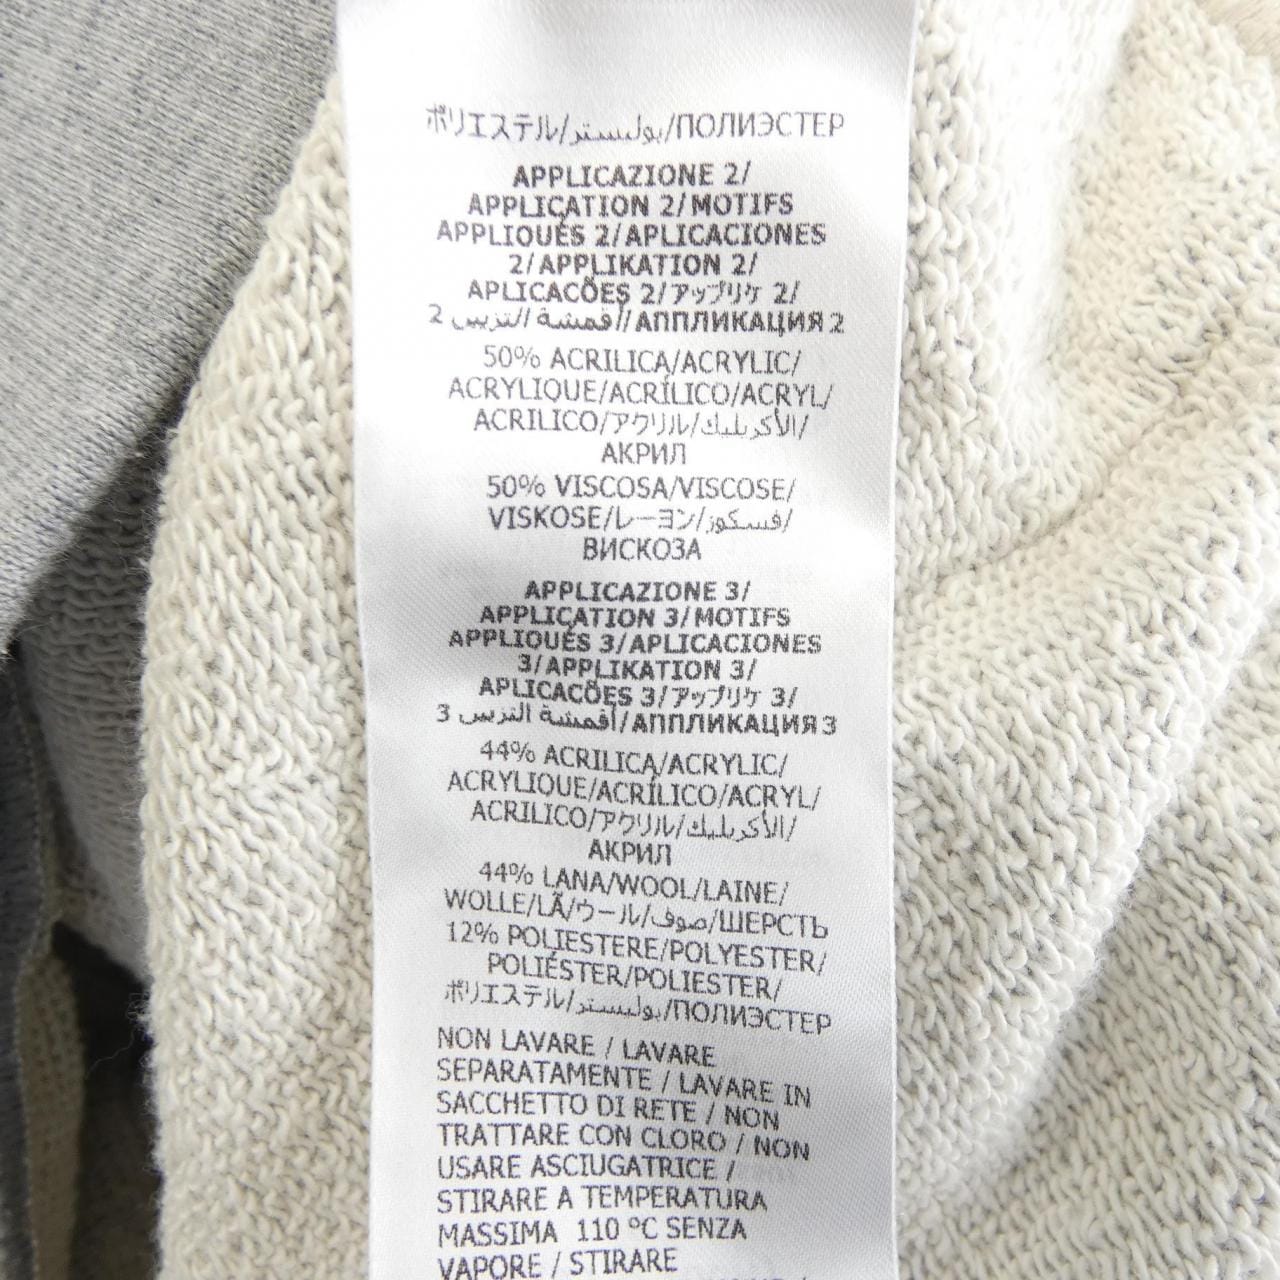 ポリエステル/بوليستر/ПОЛИЭСТЕР
APPLICAZIONE 2/
APPLICATION 2/MOTIFS
APPLIQUÉS 2/APLICACIONES
2/APPLIKATION 2/
APLICACÕES 2/アップリケ 2/
أقمشة التزيين 2/АППЛИКАЦИЯ 2
50% ACRILICA/ACRYLIC/
ACRYLIQUE/ACRÍLICO/ACRYL/
ACRILICO/アクリル/الأكريليك/
АКРИЛ
50% VISCOSA/VISCOSE/
VISKOSE/レーヨン/فسكوز/
ВИСКОЗА
APPLICAZIONE 3/
APPLICATION 3/MOTIFS
APPLIQUÉS 3/APLICACIONES
3/APPLIKATION 3/
APLICACÕES 3/アップリケ 3/
أقمشة التزيين 3/АППЛИКАЦИЯ 3
44% ACRILICA/ACRYLIC/
ACRYLIQUE/ACRÍLICO/ACRYL/
ACRILICO/アクリル/الأكريليك/
АКРИЛ
44% LANA/WOOL/LAINE/
WOLLE/LÃ/ウール/صوف/ШЕРСТЬ
12% POLIESTERE/POLYESTER/
POLIÉSTER/POLIESTER/
ポリエステル/بوليستر/ПОЛИЭСТЕР
NON LAVARE / LAVARE
SEPARATAMENTE / LAVARE IN
SACCHETTO DI RETE / NON
TRATTARE CON CLORO / NON
USARE ASCIUGATRICE /
STIRARE A TEMPERATURA
MASSIMA 110 °C SENZA
VAPORE / STIRARE